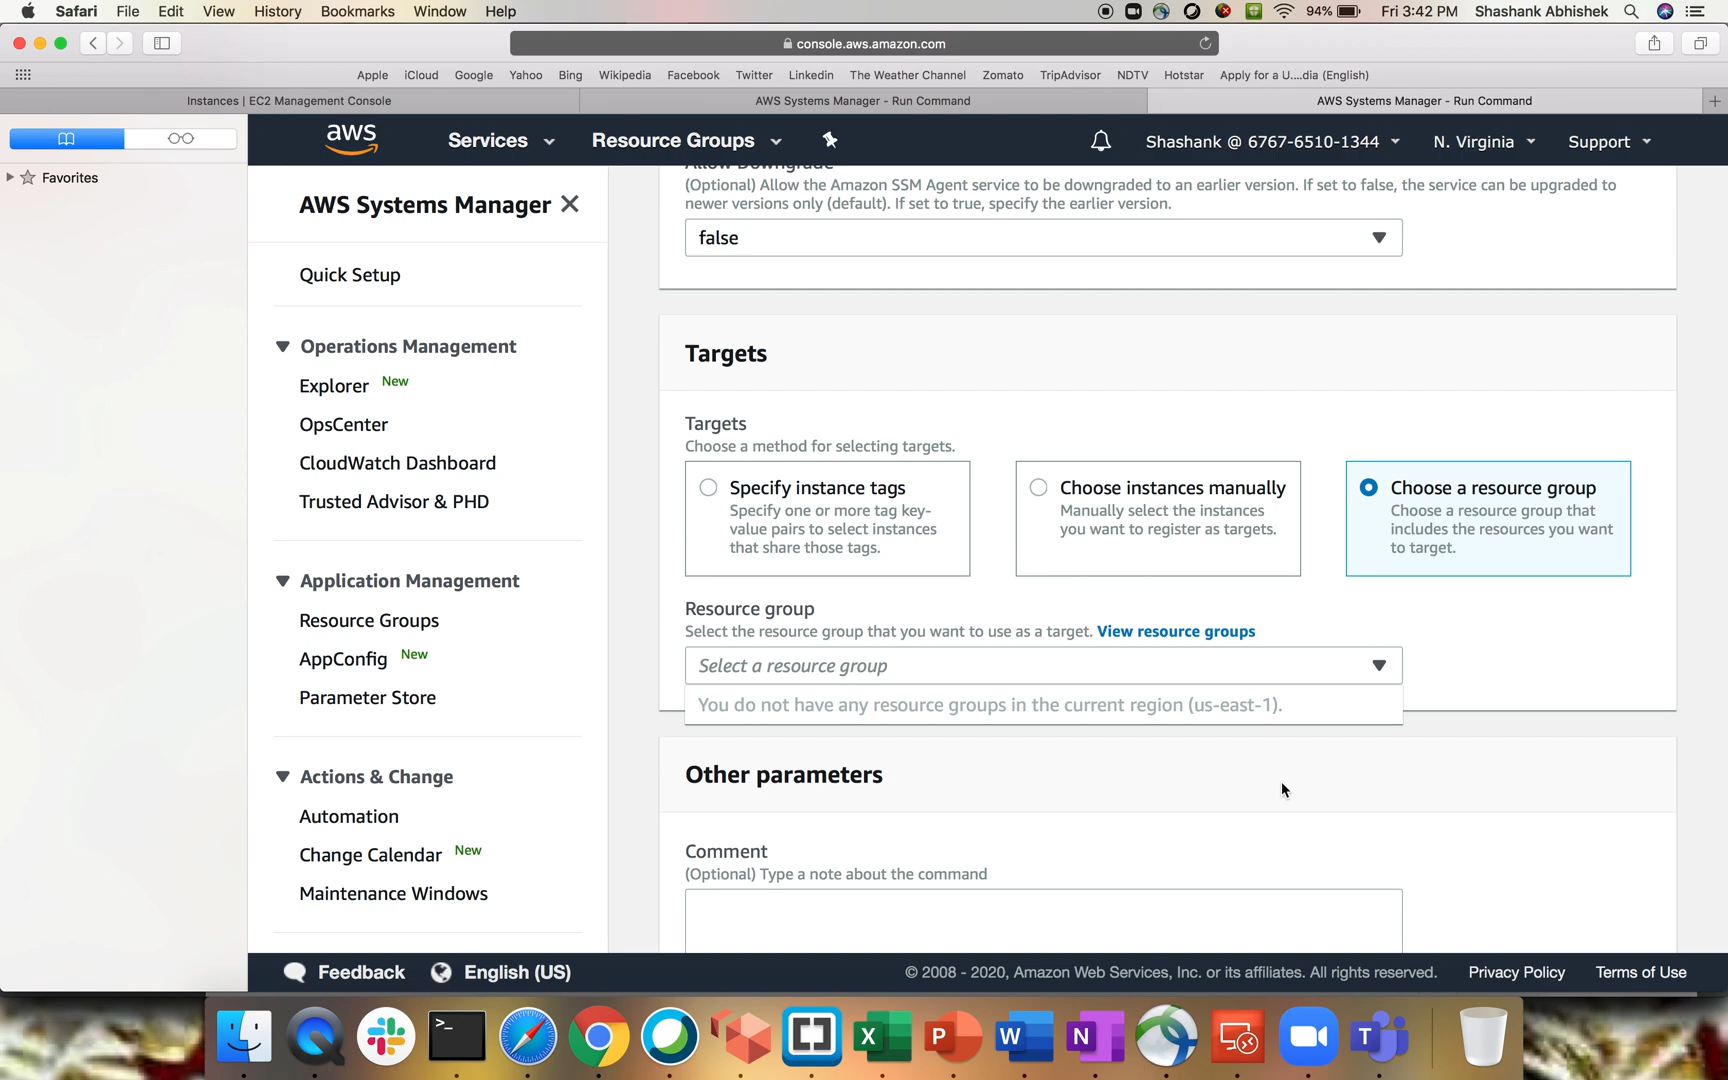 Safari File Edit View History Bookmarks Window Help 94% Fri 3:42 PM Shashank Abhishek
console.aws.amazon.com
Apple iCloud Google Yahoo Bing Wikipedia Facebook Twitter Linkedin The Weather Channel Zomato TripAdvisor NDTV Hotstar Apply for a U....dia (English)
Instances | EC2 Management Console AWS Systems Manager - Run Command AWS Systems Manager - Run Command
aws Services Resource Groups Shashank @ 6767-6510-1344 N. Virginia Support
Favorites
AWS Systems Manager
Quick Setup
Operations Management
Explorer New
OpsCenter
CloudWatch Dashboard
Trusted Advisor & PHD
Application Management
Resource Groups
AppConfig New
Parameter Store
Actions & Change
Automation
Change Calendar New
Maintenance Windows
Allow Downgrade
(Optional) Allow the Amazon SSM Agent service to be downgraded to an earlier version. If set to false, the service can be upgraded to
newer versions only (default). If set to true, specify the earlier version.
false
Targets
Targets
Choose a method for selecting targets.
Specify instance tags
Specify one or more tag key-
value pairs to select instances
that share those tags.
Choose instances manually
Manually select the instances
you want to register as targets.
Choose a resource group
Choose a resource group that
includes the resources you want
to target.
Resource group
Select the resource group that you want to use as a target. View resource groups
Select a resource group
You do not have any resource groups in the current region (us-east-1).
Other parameters
Comment
(Optional) Type a note about the command
Feedback English (US) © 2008 - 2020, Amazon Web Services, Inc. or its affiliates. All rights reserved. Privacy Policy Terms of Use
X P W N T